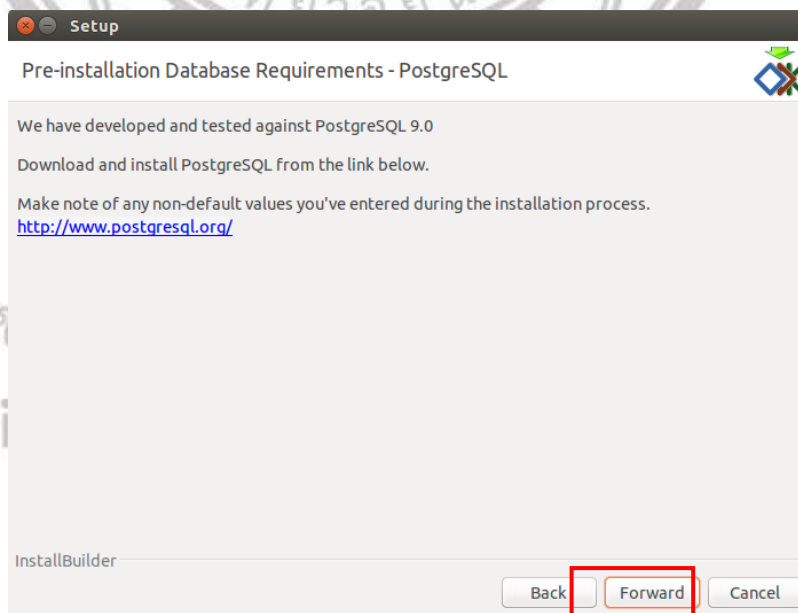 Setup
Pre-installation Database Requirements - PostgreSQL
We have developed and tested against PostgreSQL 9.0
Download and install PostgreSQL from the link below.
Make note of any non-default values you've entered during the installation process.
http://www.postgresql.org/
InstallBuilder
Back
Forward
Cancel